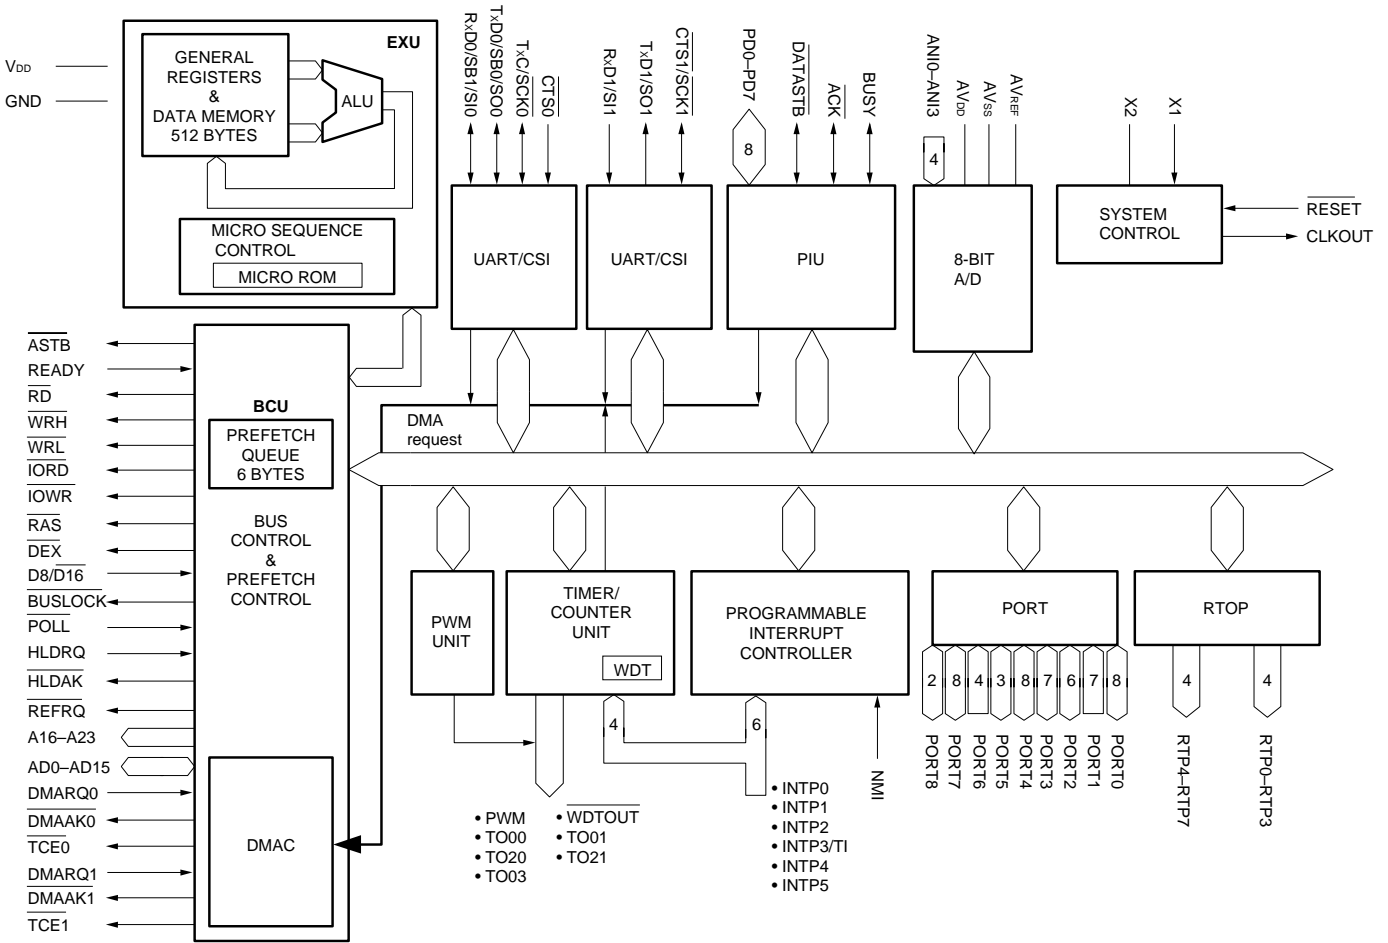 VDD
GND
EXU
GENERAL
REGISTERS
&
DATA MEMORY
512 BYTES
ALU
MICRO SEQUENCE
CONTROL
MICRO ROM
RxD0/SB1/SI0
TxD0/SB0/SO0
TxC/SCK0
CTS0
RxD1/SI1
TxD1/SO1
CTS1/SCK1
PD0–PD7
DATASTB
ACK
BUSY
ANI0–ANI3
AVDD
AVSS
AVREF
X2
X1
8
4
UART/CSI
UART/CSI
PIU
8-BIT
A/D
SYSTEM
CONTROL
RESET
CLKOUT
ASTB
READY
RD
WRH
WRL
IORD
IOWR
RAS
DEX
D8/D16
BUSLOCK
POLL
HLDRQ
HLDAK
REFRQ
A16–A23
AD0–AD15
DMARQ0
DMAAK0
TCE0
DMARQ1
DMAAK1
TCE1
BCU
PREFETCH
QUEUE
6 BYTES
BUS
CONTROL
&
PREFETCH
CONTROL
DMAC
DMA
request
PWM
UNIT
TIMER/
COUNTER
UNIT
WDT
PROGRAMMABLE
INTERRUPT
CONTROLLER
PORT
RTOP
4
6
2
8
4
3
8
7
6
7
8
4
4
NMI
PORT8
PORT7
PORT6
PORT5
PORT4
PORT3
PORT2
PORT1
PORT0
RTP4–RTP7
RTP0–RTP3
• PWM
• TO00
• TO20
• TO03
• WDTOUT
• TO01
• TO21
• INTP0
• INTP1
• INTP2
• INTP3/TI
• INTP4
• INTP5